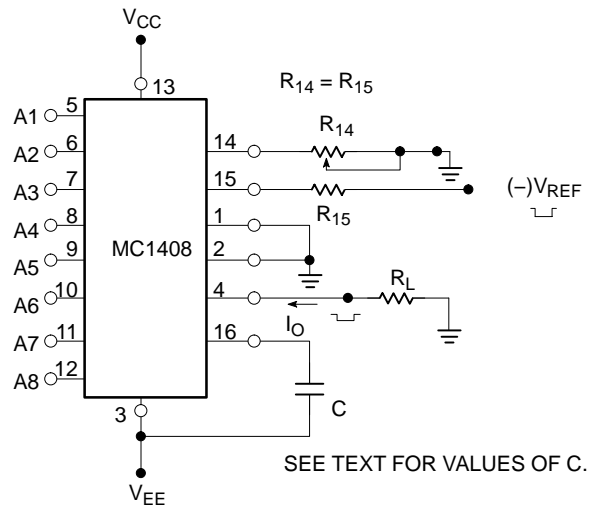 VCC
13
R14 = R15
A1 5
A2 6
14
R14
A3 7
15
R15
(–)VREF
A4 8
1
MC1408
A5 9
2
A6 10
4
IO
RL
A7 11
16
A8 12
C
3
SEE TEXT FOR VALUES OF C.
VEE